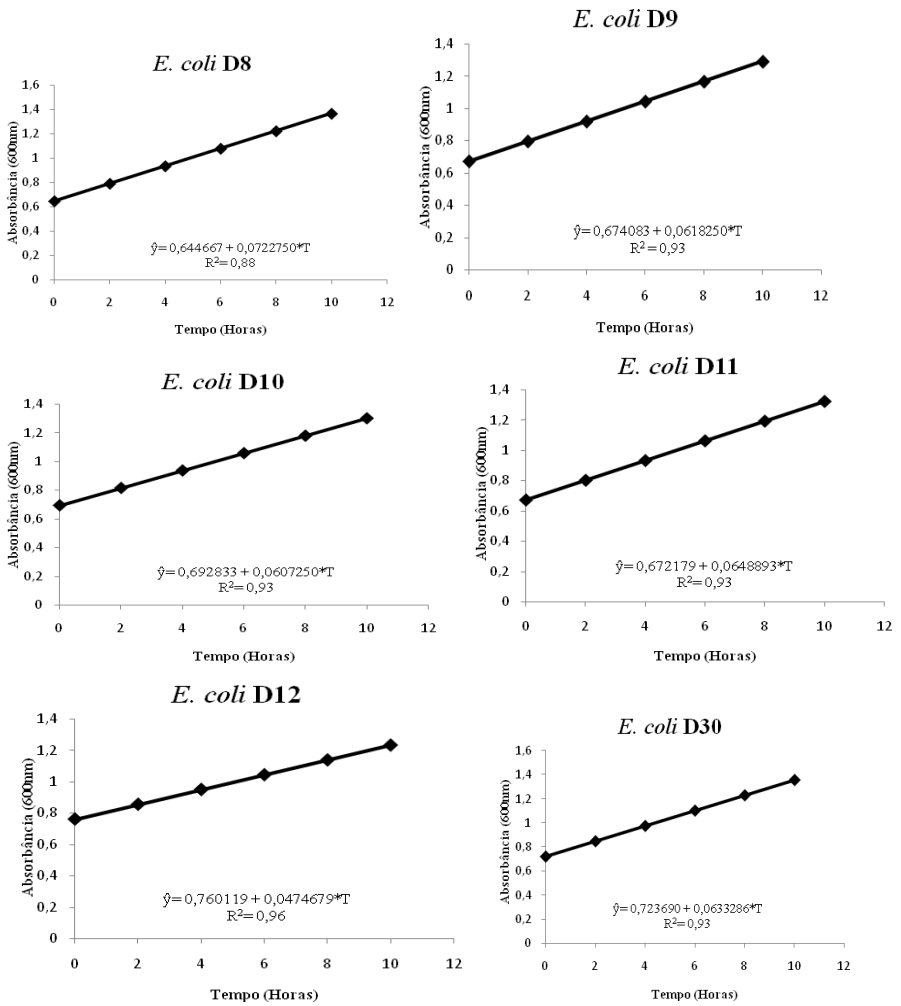 E. coli D8
Absorbância (600nm)
1,6
1,4
1,2
1
0,8
0,6
0,4
0,2
0
ŷ= 0,644667 + 0,0722750*T
R²= 0,88
0 2 4 6 8 10 12
Tempo (Horas)
E. coli D9
Absorbância (600nm)
1,4
1,2
1
0,8
0,6
0,4
0,2
0
ŷ= 0,674083 + 0,0618250*T
R²= 0,93
0 2 4 6 8 10 12
Tempo (Horas)
E. coli D10
Absorbância (600nm)
1,4
1,2
1
0,8
0,6
0,4
0,2
0
ŷ= 0,692833 + 0,0607250*T
R²= 0,93
0 2 4 6 8 10 12
Tempo (Horas)
E. coli D11
Absorbância (600nm)
1,4
1,2
1
0,8
0,6
0,4
0,2
0
ŷ= 0,672179 + 0,0648893*T
R²= 0,93
0 2 4 6 8 10 12
Tempo (Horas)
E. coli D12
Absorbância (600nm)
1,4
1,2
1
0,8
0,6
0,4
0,2
0
ŷ= 0,760119 + 0,0474679*T
R²= 0,96
0 2 4 6 8 10 12
Tempo (Horas)
E. coli D30
Absorbância (600nm)
1,6
1,4
1,2
1
0,8
0,6
0,4
0,2
0
ŷ= 0,723690 + 0,0633286*T
R²= 0,93
0 2 4 6 8 10 12
Tempo (Horas)